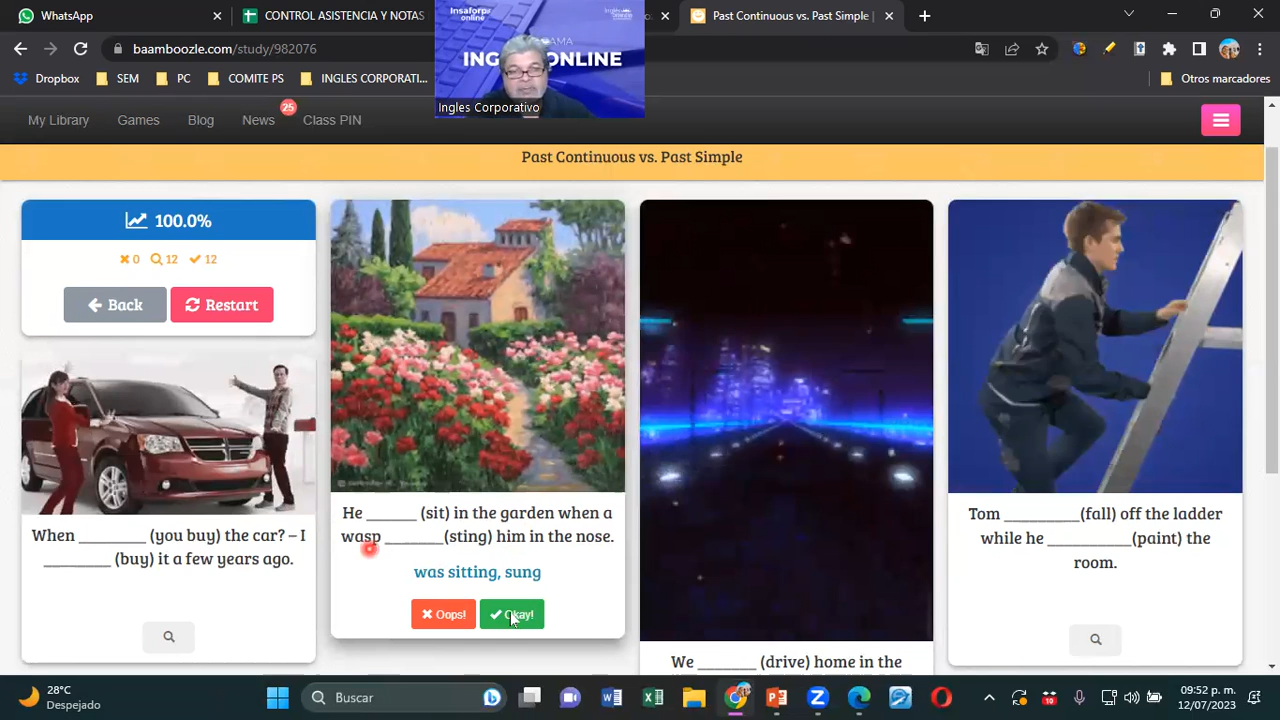 WhatsApp
CONTROL ASISTENCIA Y NOTAS
Past Continuous vs. Past Simple |
baamboozle.com/study/982076
Dropbox
SEM
PC
COMITE PS
INGLES CORPORATI...
Otros marcadores
Insaforp
online
ING
ONLINE
Ingles Corporativo
My Library
Games
Blog
News
25
Class PIN
Past Continuous vs. Past Simple
100.0%
0
12
12
Back
Restart
When ________ (you buy) the car? – I
________ (buy) it a few years ago.
He ______ (sit) in the garden when a
wasp _______(sting) him in the nose.
was sitting, sung
Oops!
Okay!
We _______ (drive) home in the
Tom _________(fall) off the ladder
while he __________(paint) the
room.
28°C
Despejado
Buscar
09:52 p. m.
12/07/2023